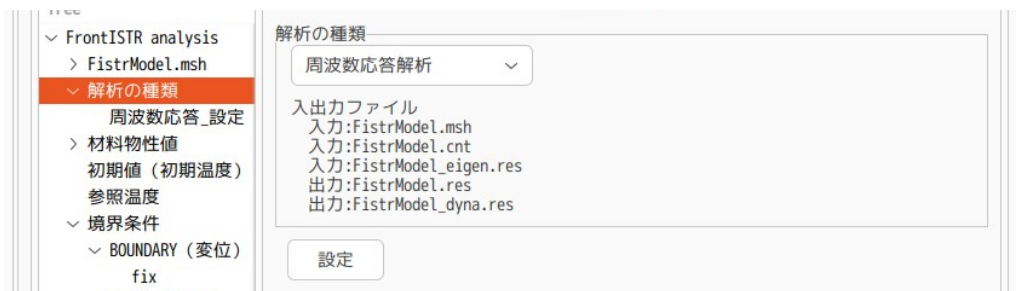 Tree
FrontISTR analysis
FistrModel.msh
解析の種類
周波数応答_設定
材料物性値
初期値（初期温度）
参照温度
境界条件
BOUNDARY（変位）
fix
解析の種類
周波数応答解析
入出力ファイル
入力:FistrModel.msh
入力:FistrModel.cnt
入力:FistrModel_eigen.res
出力:FistrModel.res
出力:FistrModel_dyna.res
設定